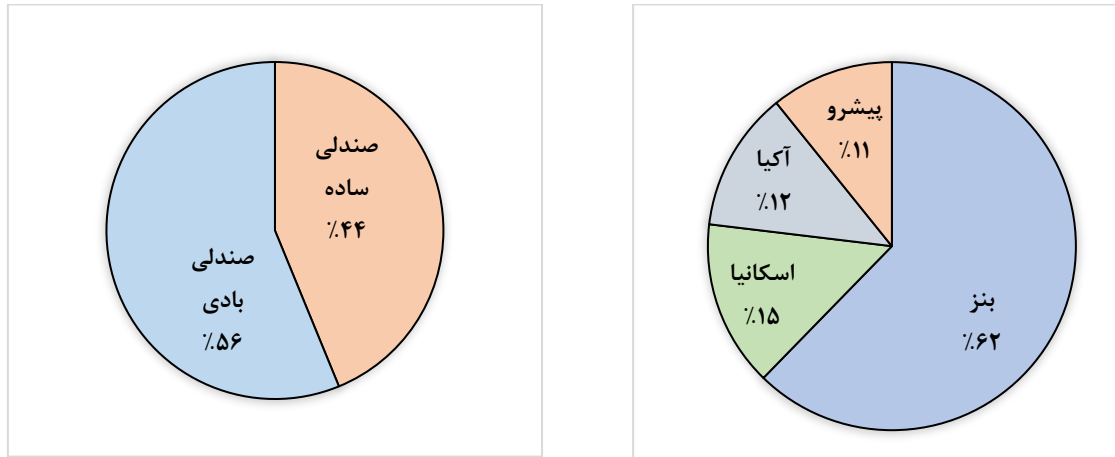 صندلی
ساده
٪۴۴
صندلی
بادی
٪۵۶
پیشرو
٪۱۱
آکیا
٪۱۲
اسکانیا
٪۱۵
بنز
٪۶۲